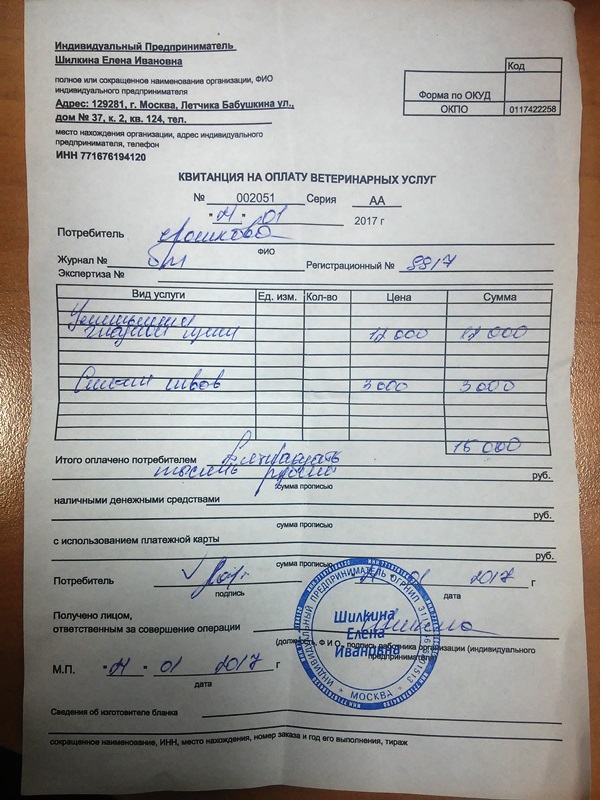 Индивидуальный Предприниматель
Шилкина Елена Ивановна
полное или сокращенное наименование организации, ФИО
индивидуального предпринимателя
Адрес: 129281, г. Москва, Летчика Бабушкина ул.,
дом № 37, к. 2, кв. 124, тел.
место нахождения организации, адрес индивидуального
предпринимателя, телефон
ИНН 771676194120
Код
Форма по ОКУД
ОКПО 0117422258
КВИТАНЦИЯ НА ОПЛАТУ ВЕТЕРИНАРНЫХ УСЛУГ
№ 002051 Серия АА
" " 01 2017 г
Потребитель
ФИО
Журнал № Регистрационный № 8817
Экспертиза №
Вид услуги Ед. изм. Кол-во Цена Сумма
12 000 12 000
Снятие швов 3 000 3 000
15 000
Итого оплачено потребителем Пятнадцать
тысяч рублей руб.
сумма прописью
наличными денежными средствами руб.
сумма прописью
с использованием платежной карты руб.
сумма прописью
Потребитель 01 2017 г
подпись дата
Получено лицом,
ответственным за совершение операции
(должность, Ф.И.О., подпись работника организации (индивидуального
предпринимателя)
М.П. " " 01 2017 г
дата
ИНДИВИДУАЛЬНЫЙ ПРЕДПРИНИМАТЕЛЬ
МОСКВА
Шилкина
Елена
Ивановна
Сведения об изготовителе бланка
сокращенное наименование, ИНН, место нахождения, номер заказа и год его выполнения, тираж